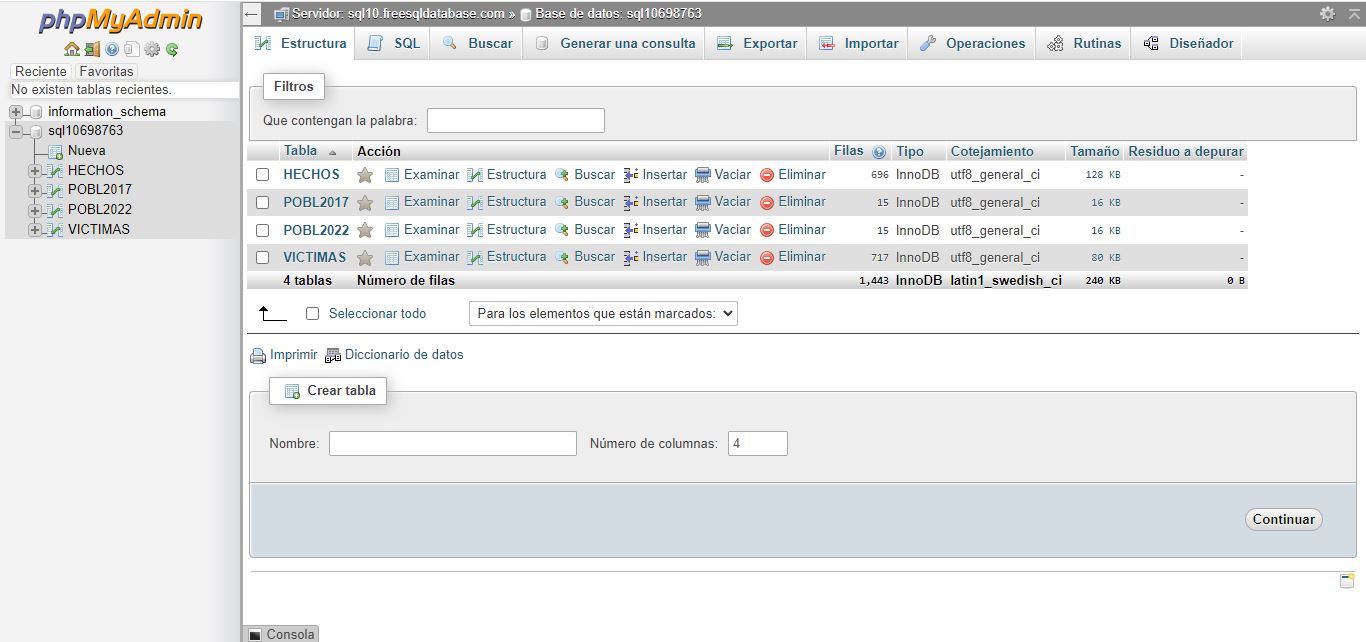 phpMyAdmin
Reciente Favoritas
No existen tablas recientes.
information_schema
sql10698763
Nueva
HECHOS
POBL2017
POBL2022
VICTIMAS
Servidor: sql10.freesqldatabase.com » Base de datos: sql10698763
Estructura SQL Buscar Generar una consulta Exportar Importar Operaciones Rutinas Diseñador
Filtros
Que contengan la palabra:
Tabla Acción Filas Tipo Cotejamiento Tamaño Residuo a depurar
HECHOS Examinar Estructura Buscar Insertar Vaciar Eliminar 696 InnoDB utf8_general_ci 128 KB -
POBL2017 Examinar Estructura Buscar Insertar Vaciar Eliminar 15 InnoDB utf8_general_ci 16 KB -
POBL2022 Examinar Estructura Buscar Insertar Vaciar Eliminar 15 InnoDB utf8_general_ci 16 KB -
VICTIMAS Examinar Estructura Buscar Insertar Vaciar Eliminar 717 InnoDB utf8_general_ci 80 KB -
4 tablas Número de filas 1,443 InnoDB latin1_swedish_ci 240 KB 0 B
Seleccionar todo Para los elementos que están marcados:
Imprimir Diccionario de datos
Crear tabla
Nombre: Número de columnas: 4
Continuar
Consola